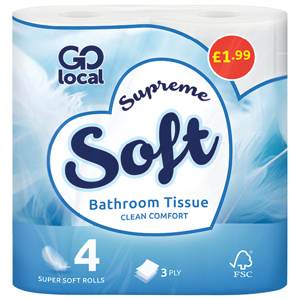 GO
local
£1.99
Supreme
Soft
Bathroom Tissue
CLEAN COMFORT
4
SUPER SOFT ROLLS
3 PLY
FSC